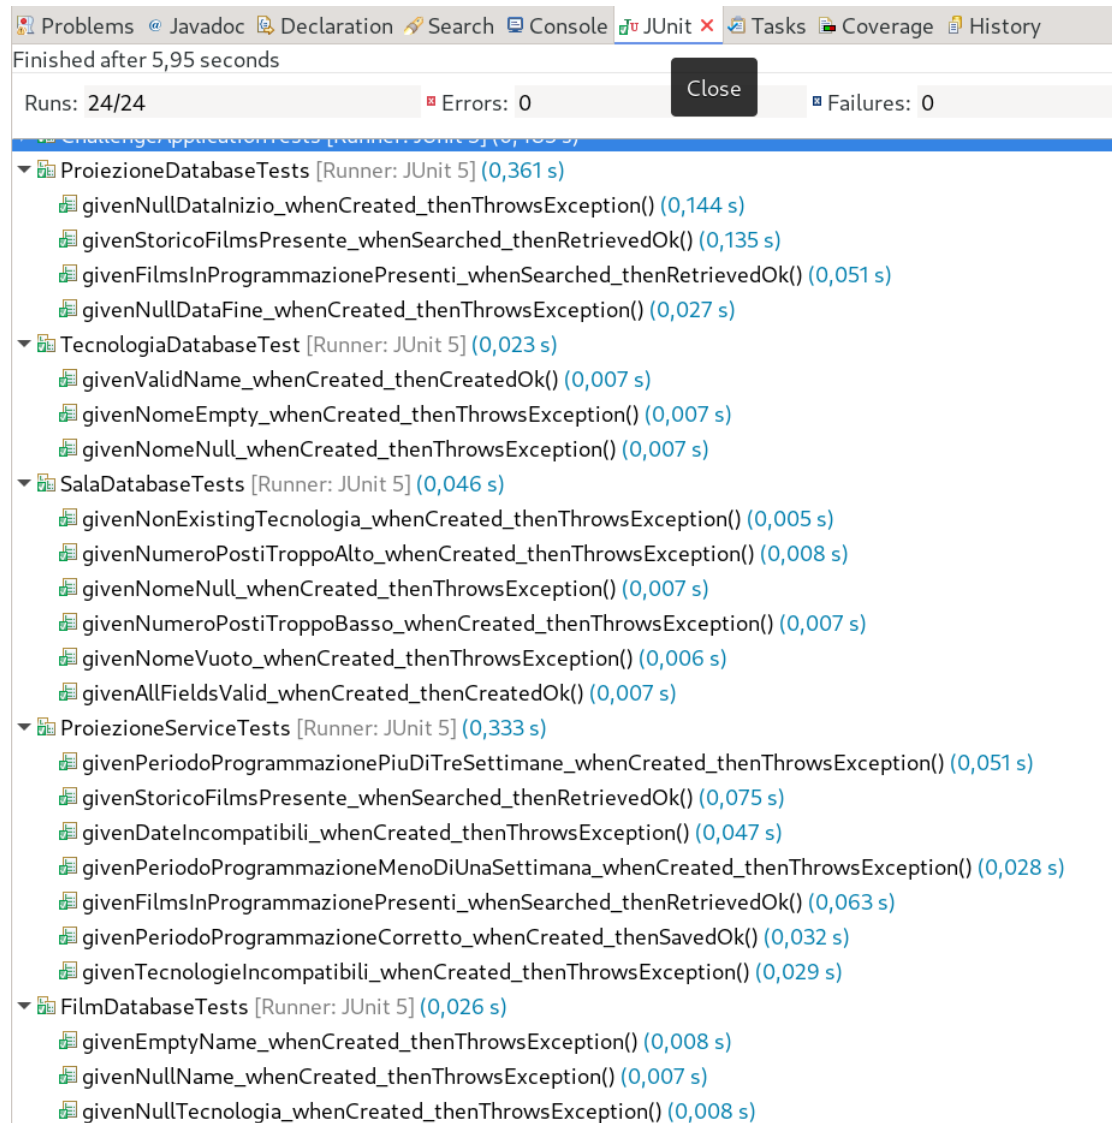 Problems @ Javadoc Declaration Search Console JUnit Tasks Coverage History
Finished after 5,95 seconds
Close
Runs: 24/24 Errors: 0 Failures: 0
ChallengeApplicationTests [Runner: JUnit 5] (0,483 s)
ProiezioneDatabaseTests [Runner: JUnit 5] (0,361 s)
givenNullDataInizio_whenCreated_thenThrowsException() (0,144 s)
givenStoricoFilmsPresente_whenSearched_thenRetrievedOk() (0,135 s)
givenFilmsInProgrammazionePresenti_whenSearched_thenRetrievedOk() (0,051 s)
givenNullDataFine_whenCreated_thenThrowsException() (0,027 s)
TecnologiaDatabaseTest [Runner: JUnit 5] (0,023 s)
givenValidName_whenCreated_thenCreatedOk() (0,007 s)
givenNomeEmpty_whenCreated_thenThrowsException() (0,007 s)
givenNomeNull_whenCreated_thenThrowsException() (0,007 s)
SalaDatabaseTests [Runner: JUnit 5] (0,046 s)
givenNonExistingTecnologia_whenCreated_thenThrowsException() (0,005 s)
givenNumeroPostiTroppoAlto_whenCreated_thenThrowsException() (0,008 s)
givenNomeNull_whenCreated_thenThrowsException() (0,007 s)
givenNumeroPostiTroppoBasso_whenCreated_thenThrowsException() (0,007 s)
givenNomeVuoto_whenCreated_thenThrowsException() (0,006 s)
givenAllFieldsValid_whenCreated_thenCreatedOk() (0,007 s)
ProiezioneServiceTests [Runner: JUnit 5] (0,333 s)
givenPeriodoProgrammazionePiuDiTreSettimane_whenCreated_thenThrowsException() (0,051 s)
givenStoricoFilmsPresente_whenSearched_thenRetrievedOk() (0,075 s)
givenDateIncompatibili_whenCreated_thenThrowsException() (0,047 s)
givenPeriodoProgrammazioneMenoDiUnaSettimana_whenCreated_thenThrowsException() (0,028 s)
givenFilmsInProgrammazionePresenti_whenSearched_thenRetrievedOk() (0,063 s)
givenPeriodoProgrammazioneCorretto_whenCreated_thenSavedOk() (0,032 s)
givenTecnologieIncompatibili_whenCreated_thenThrowsException() (0,029 s)
FilmDatabaseTests [Runner: JUnit 5] (0,026 s)
givenEmptyName_whenCreated_thenThrowsException() (0,008 s)
givenNullName_whenCreated_thenThrowsException() (0,007 s)
givenNullTecnologia_whenCreated_thenThrowsException() (0,008 s)